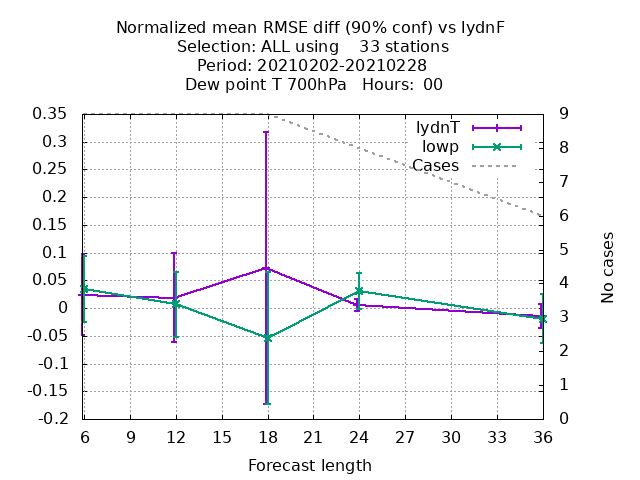 Normalized mean RMSE diff (90% conf) vs lydnF
Selection: ALL using    33 stations
Period: 20210202-20210228
Dew point T 700hPa   Hours:  00
lydnT
lowp
Cases
0.35
0.3
0.25
0.2
0.15
0.1
0.05
0
-0.05
-0.1
-0.15
-0.2
9
8
7
6
5
4
3
2
1
0
No cases
6 9 12 15 18 21 24 27 30 33 36
Forecast length